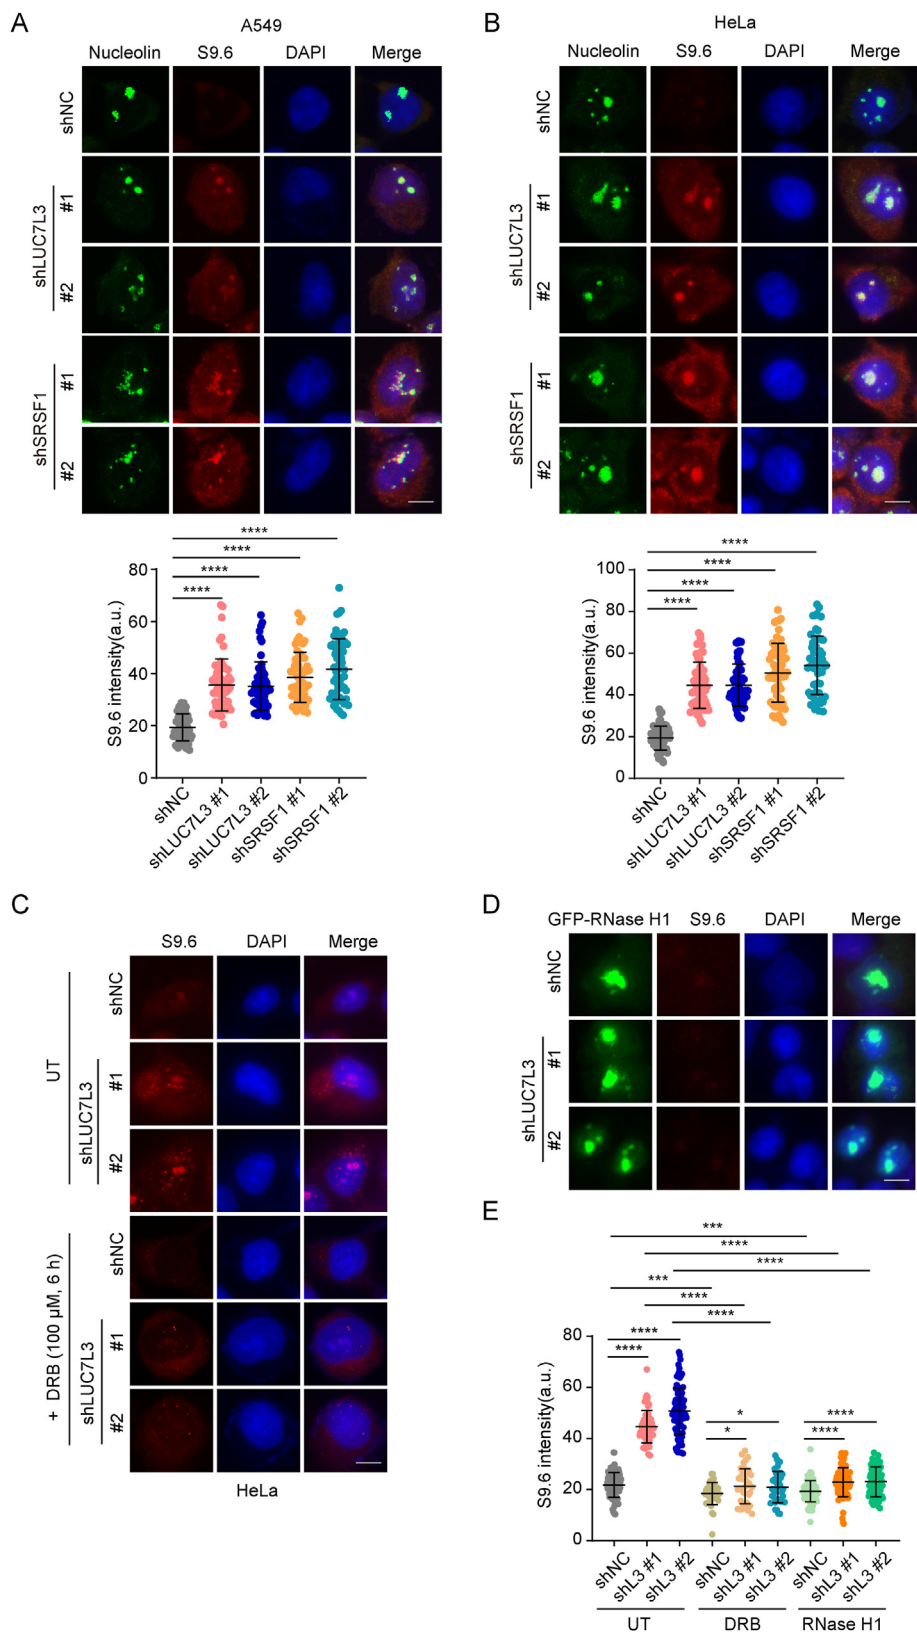 A
A549
Nucleolin S9.6 DAPI Merge
shNC
shLUC7L3
#1
#2
shSRSF1
#1
#2
****
****
****
****
S9.6 intensity(a.u.)
80
60
40
20
0
shNC
shLUC7L3 #1
shLUC7L3 #2
shSRSF1 #1
shSRSF1 #2
B
HeLa
Nucleolin S9.6 DAPI Merge
shNC
shLUC7L3
#1
#2
shSRSF1
#1
#2
****
****
****
****
S9.6 intensity(a.u.)
100
80
60
40
20
0
shNC
shLUC7L3 #1
shLUC7L3 #2
shSRSF1 #1
shSRSF1 #2
C
S9.6 DAPI Merge
UT
shNC
shLUC7L3
#1
#2
+ DRB (100 µM, 6 h)
shNC
shLUC7L3
#1
#2
HeLa
D
GFP-RNase H1 S9.6 DAPI Merge
shNC
shLUC7L3
#1
#2
E
***
****
****
***
****
****
****
****
*
*
****
****
S9.6 intensity(a.u.)
80
60
40
20
0
shNC
shL3 #1
shL3 #2
shNC
shL3 #1
shL3 #2
shNC
shL3 #1
shL3 #2
UT DRB RNase H1